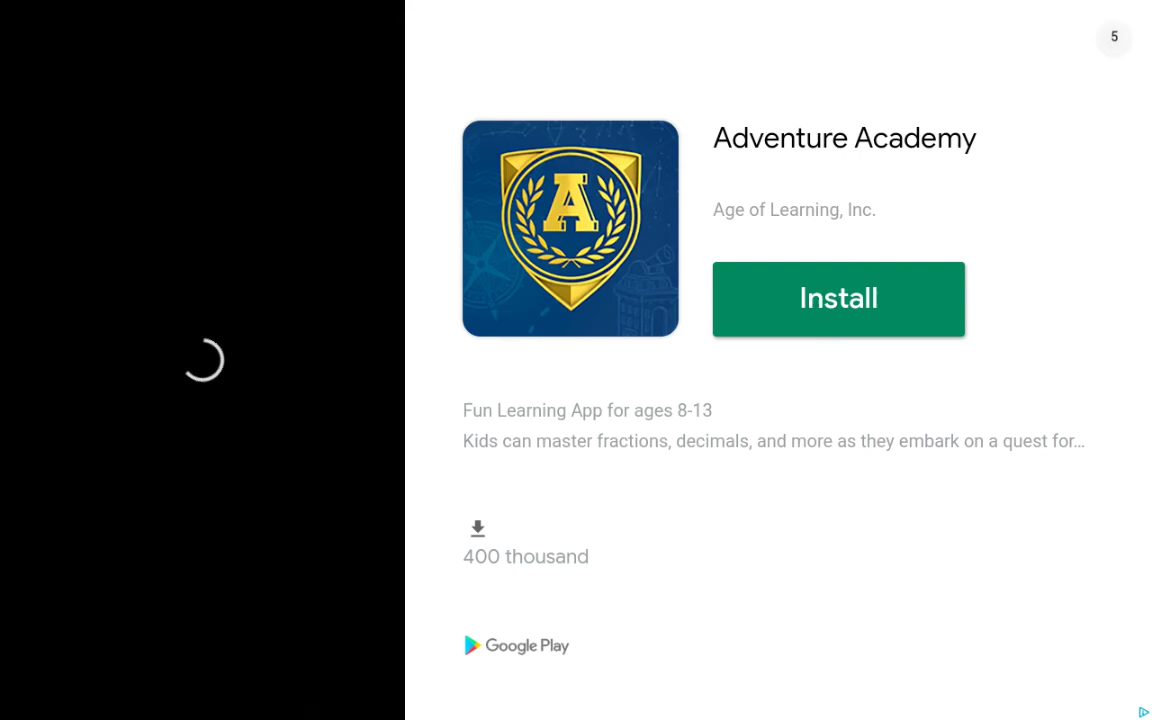 5
A
Adventure Academy
Age of Learning, Inc.
Install
Fun Learning App for ages 8-13
Kids can master fractions, decimals, and more as they embark on a quest for...
400 thousand
Google Play